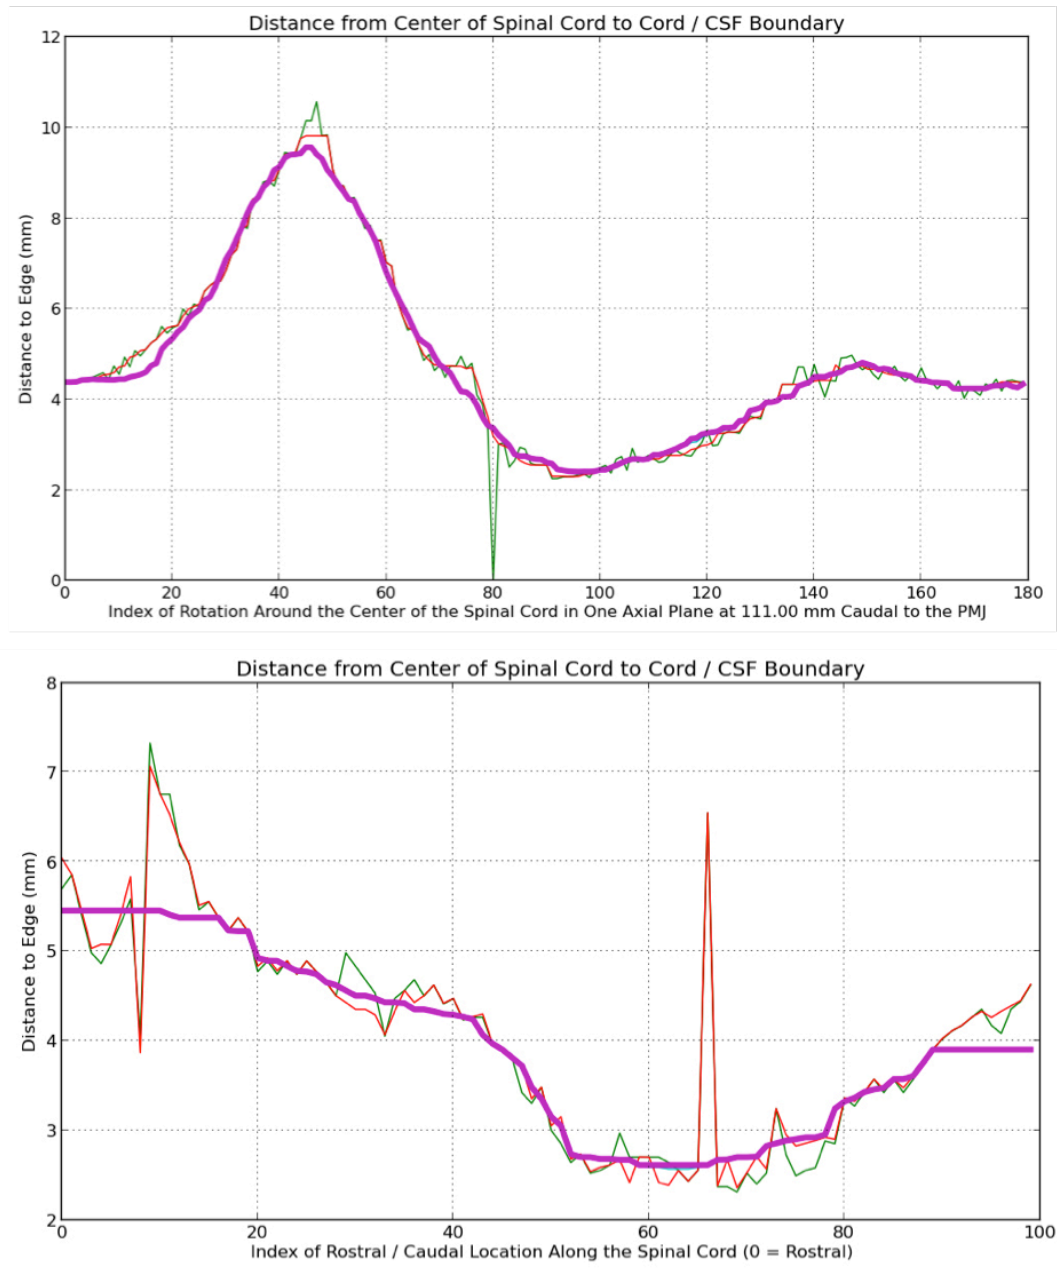 Distance from Center of Spinal Cord to Cord / CSF Boundary
12
10
8
6
4
2
0
Distance to Edge (mm)
0 20 40 60 80 100 120 140 160 180
Index of Rotation Around the Center of the Spinal Cord in One Axial Plane at 111.00 mm Caudal to the PMJ
Distance from Center of Spinal Cord to Cord / CSF Boundary
8
7
6
5
4
3
2
Distance to Edge (mm)
0 20 40 60 80 100
Index of Rostral / Caudal Location Along the Spinal Cord (0 = Rostral)